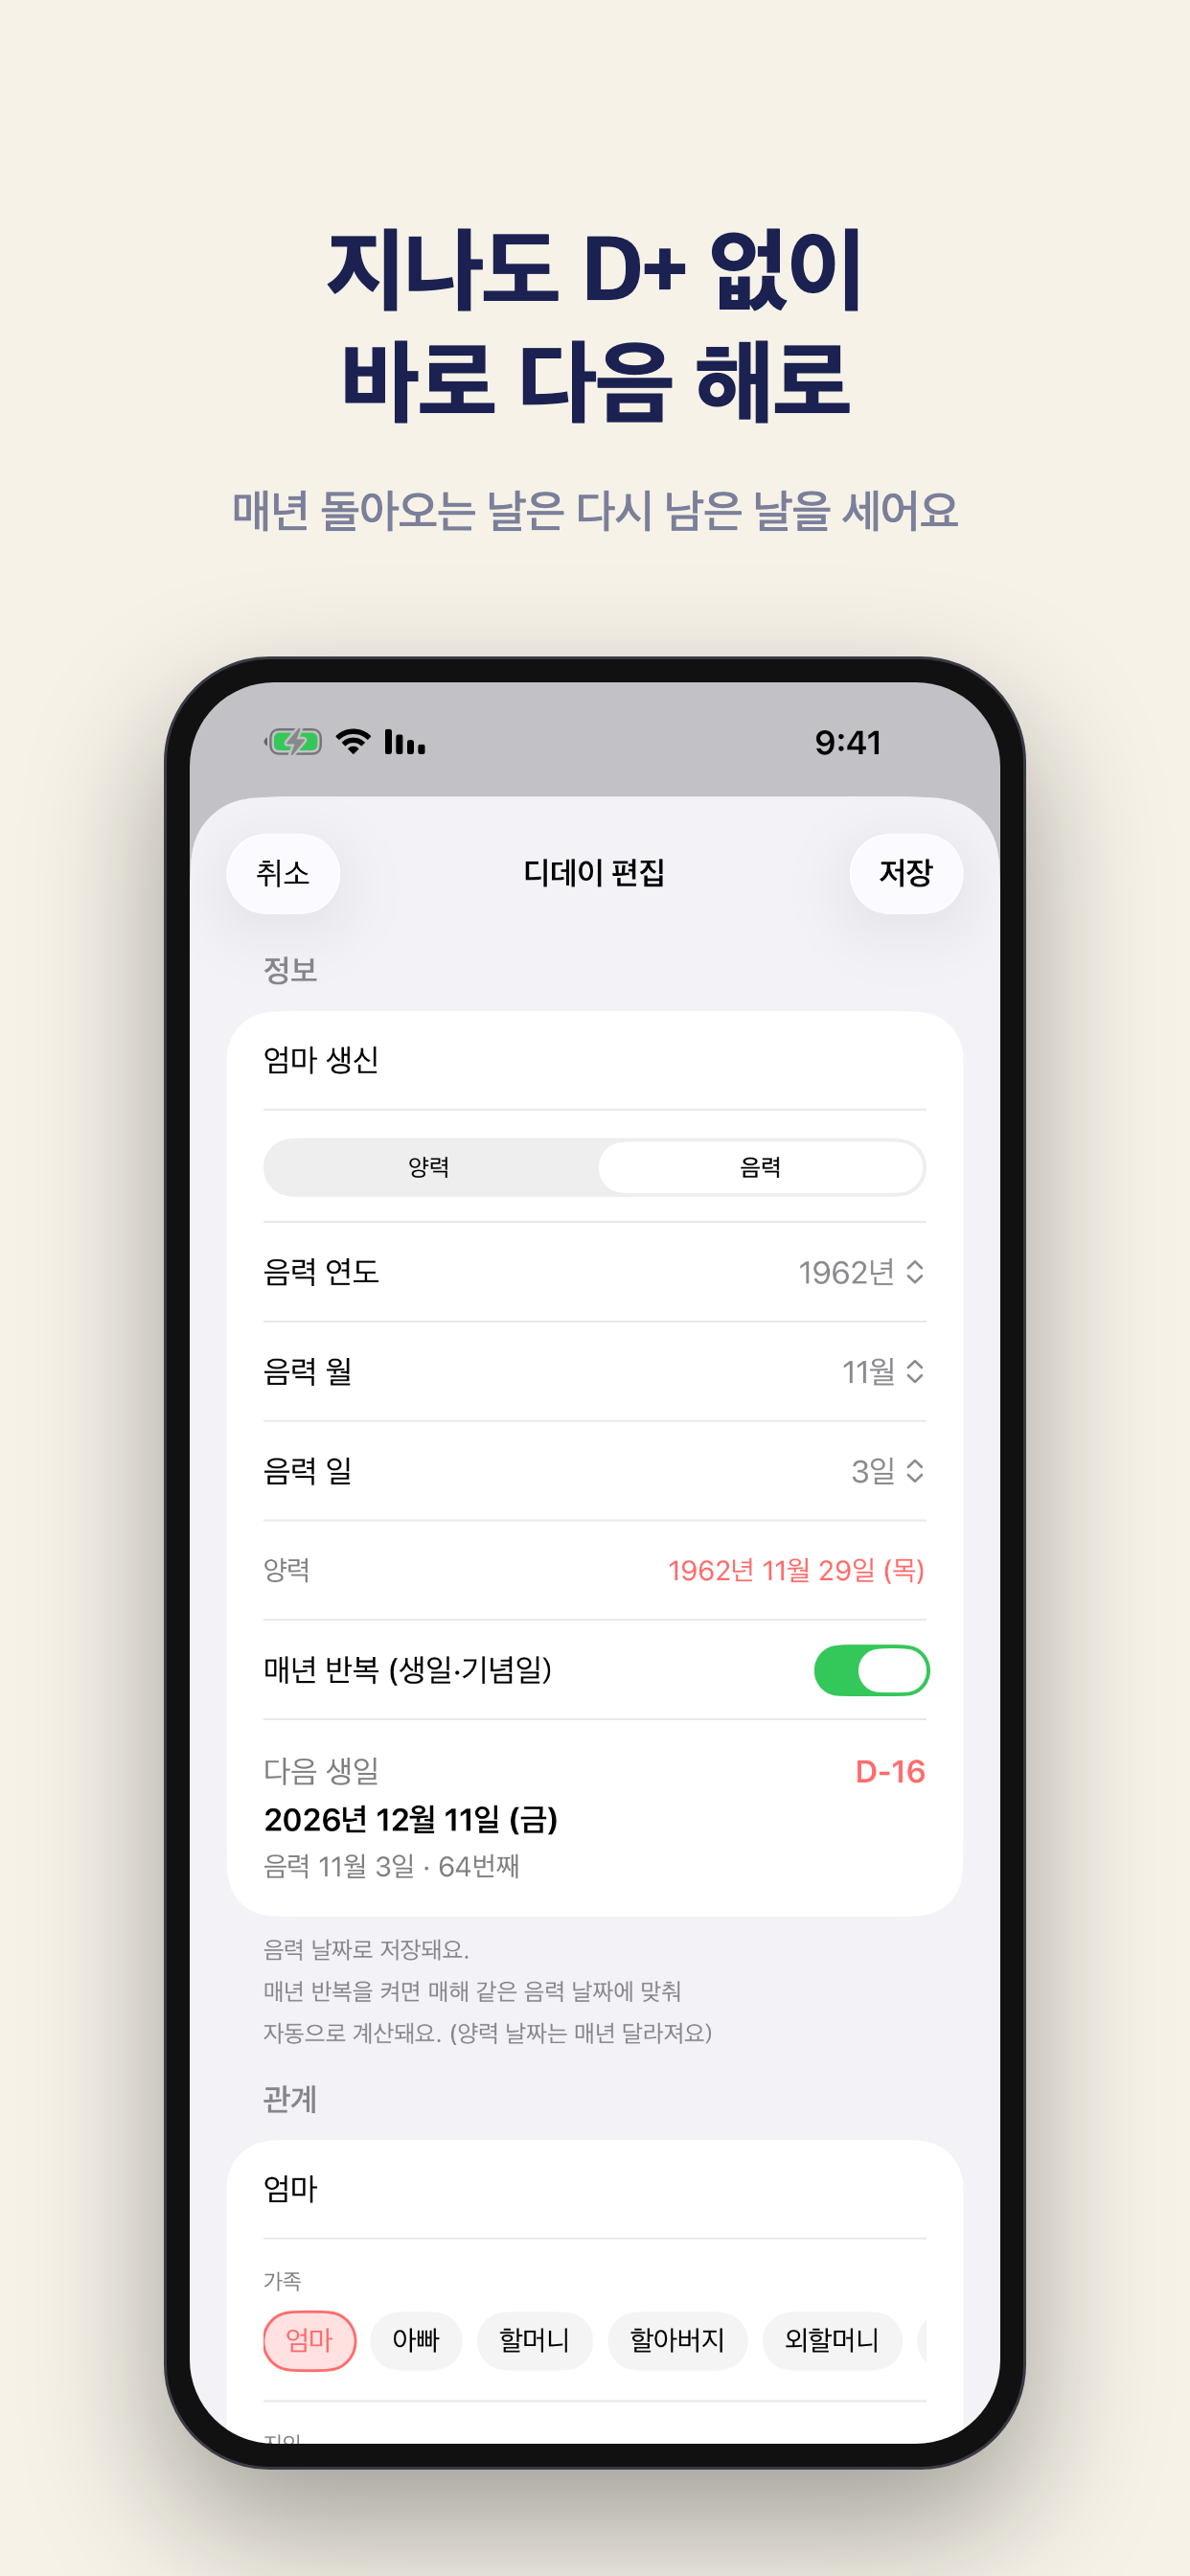 지나도 D+ 없이
바로 다음 해로
매년 돌아오는 날은 다시 남은 날을 세어요
9:41
취소
디데이 편집
저장
정보
엄마 생신
양력
음력
음력 연도
1962년
음력 월
11월
음력 일
3일
양력
1962년 11월 29일 (목)
매년 반복 (생일·기념일)
다음 생일
D-16
2026년 12월 11일 (금)
음력 11월 3일 · 64번째
음력 날짜로 저장돼요.
매년 반복을 켜면 매해 같은 음력 날짜에 맞춰
자동으로 계산돼요. (양력 날짜는 매년 달라져요)
관계
엄마
가족
엄마
아빠
할머니
할아버지
외할머니